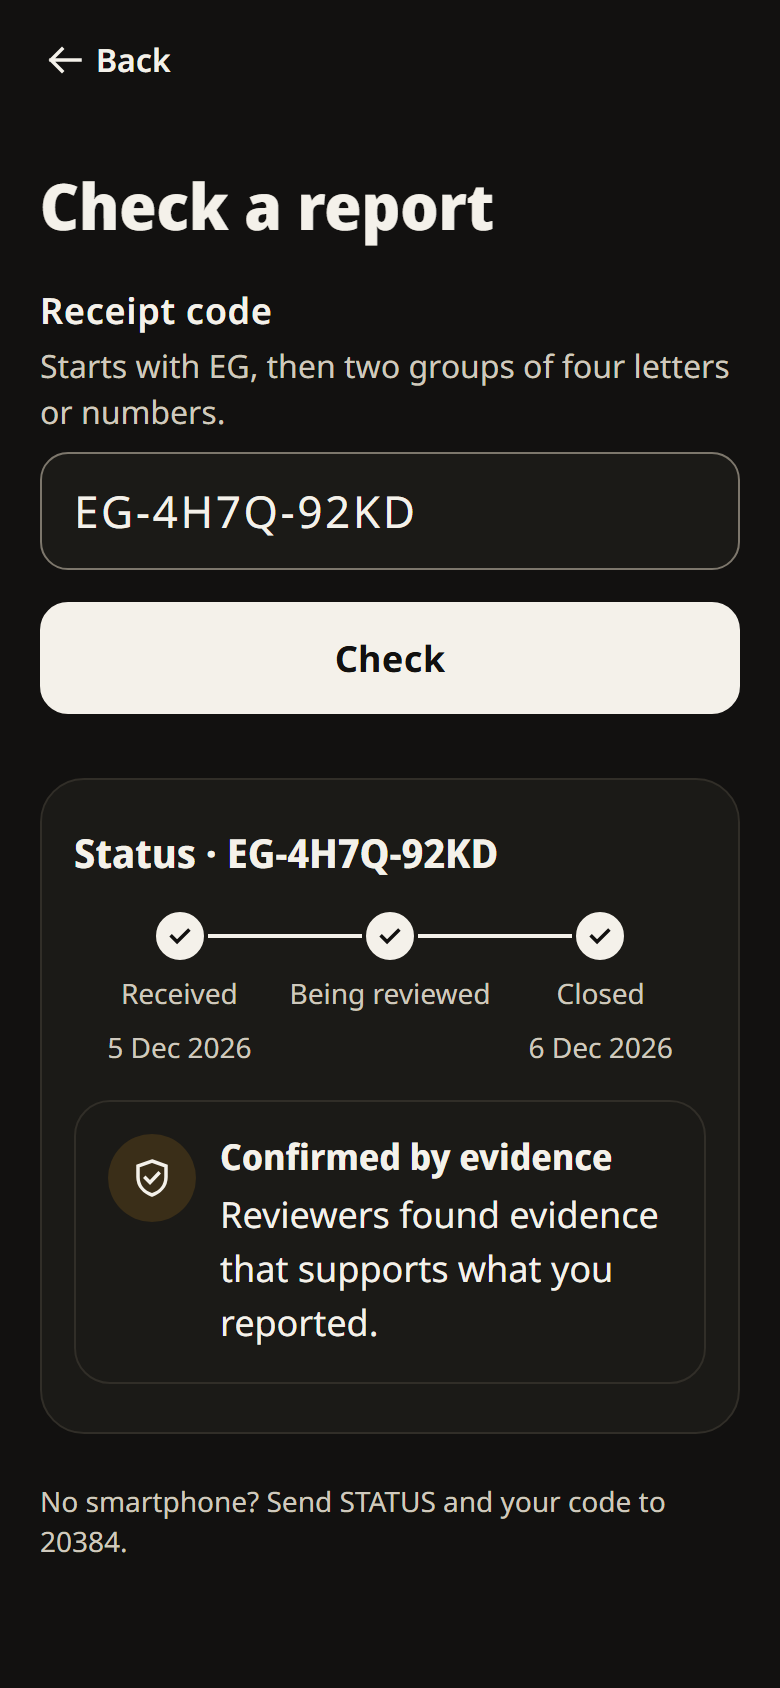 Back
Check a report
Receipt code
Starts with EG, then two groups of four letters
or numbers.
EG-4H7Q-92KD
Check
Status · EG-4H7Q-92KD
Received
Being reviewed
Closed
5 Dec 2026
6 Dec 2026
Confirmed by evidence
Reviewers found evidence
that supports what you
reported.
No smartphone? Send STATUS and your code to
20384.